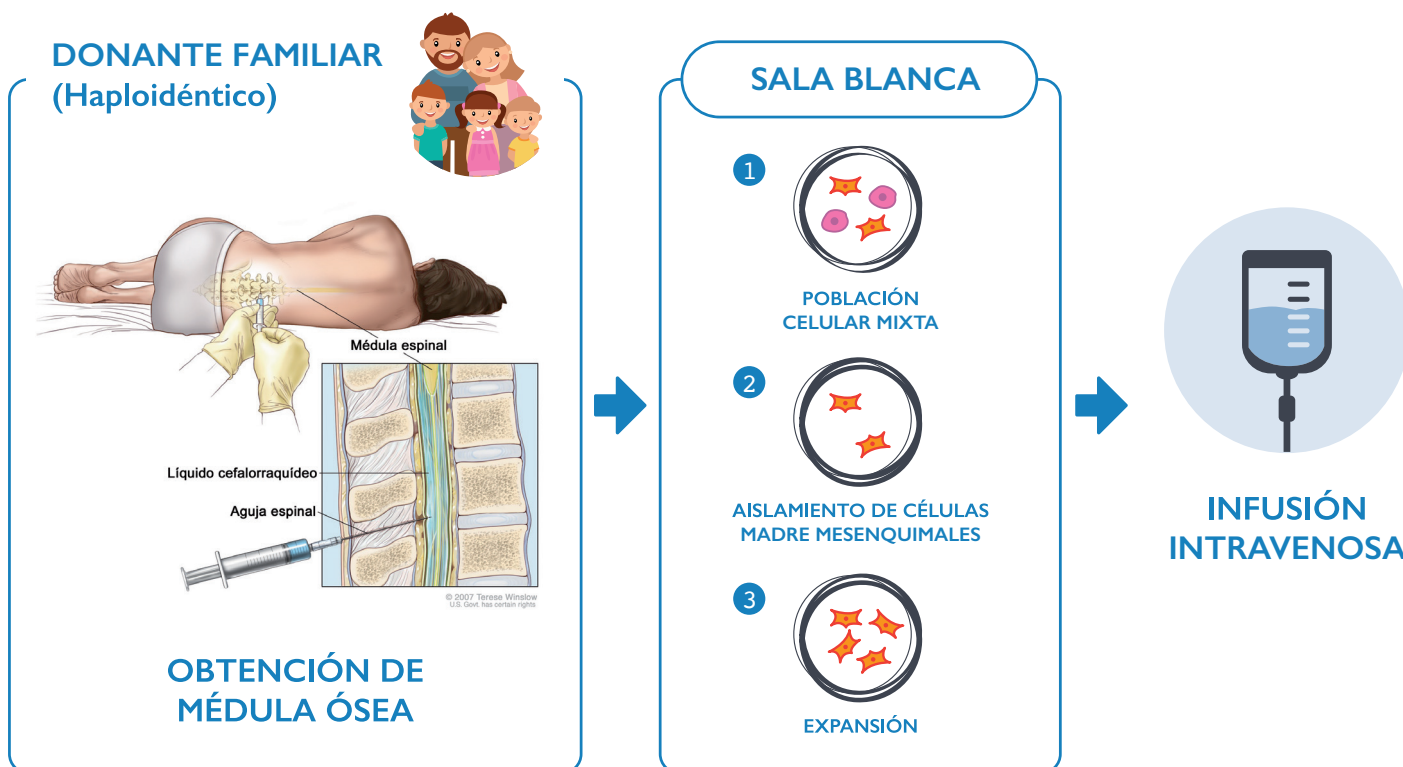 DONANTE FAMILIAR
(Haploidéntico)
Médula espinal
Líquido cefalorraquídeo
Aguja espinal
© 2007 Terese Winslow
U.S. Govt. has certain rights
OBTENCIÓN DE
MÉDULA ÓSEA
SALA BLANCA
1
POBLACIÓN
CELULAR MIXTA
2
AISLAMIENTO DE CÉLULAS
MADRE MESENQUIMALES
3
EXPANSIÓN
INFUSIÓN
INTRAVENOSA